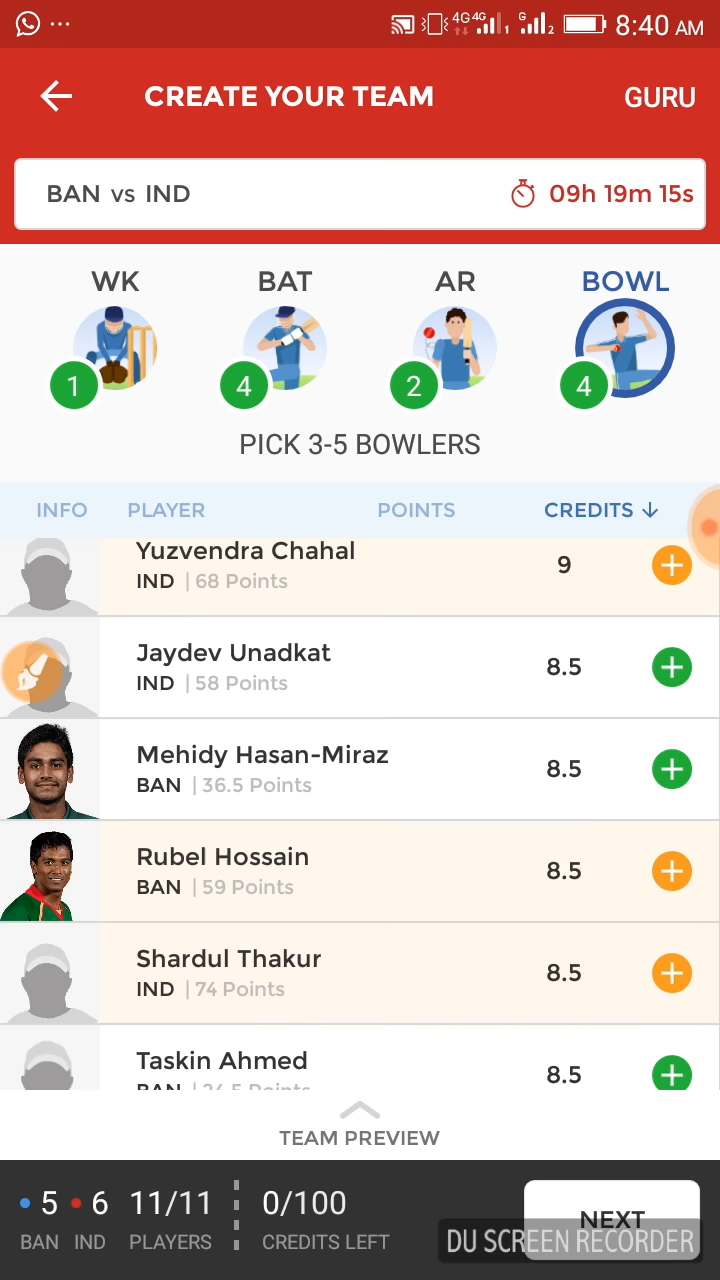 4G 4G 1 G 2 8:40 AM
CREATE YOUR TEAM GURU
BAN vs IND 09h 19m 15s
WK BAT AR BOWL
1 4 2 4
PICK 3-5 BOWLERS
INFO PLAYER POINTS CREDITS
Yuzvendra Chahal 9
IND | 68 Points
Jaydev Unadkat 8.5
IND | 58 Points
Mehidy Hasan-Miraz 8.5
BAN | 36.5 Points
Rubel Hossain 8.5
BAN | 59 Points
Shardul Thakur 8.5
IND | 74 Points
Taskin Ahmed 8.5
BAN Points
TEAM PREVIEW
5 6 11/11 0/100 NEXT
BAN IND PLAYERS CREDITS LEFT DU SCREEN RECORDER